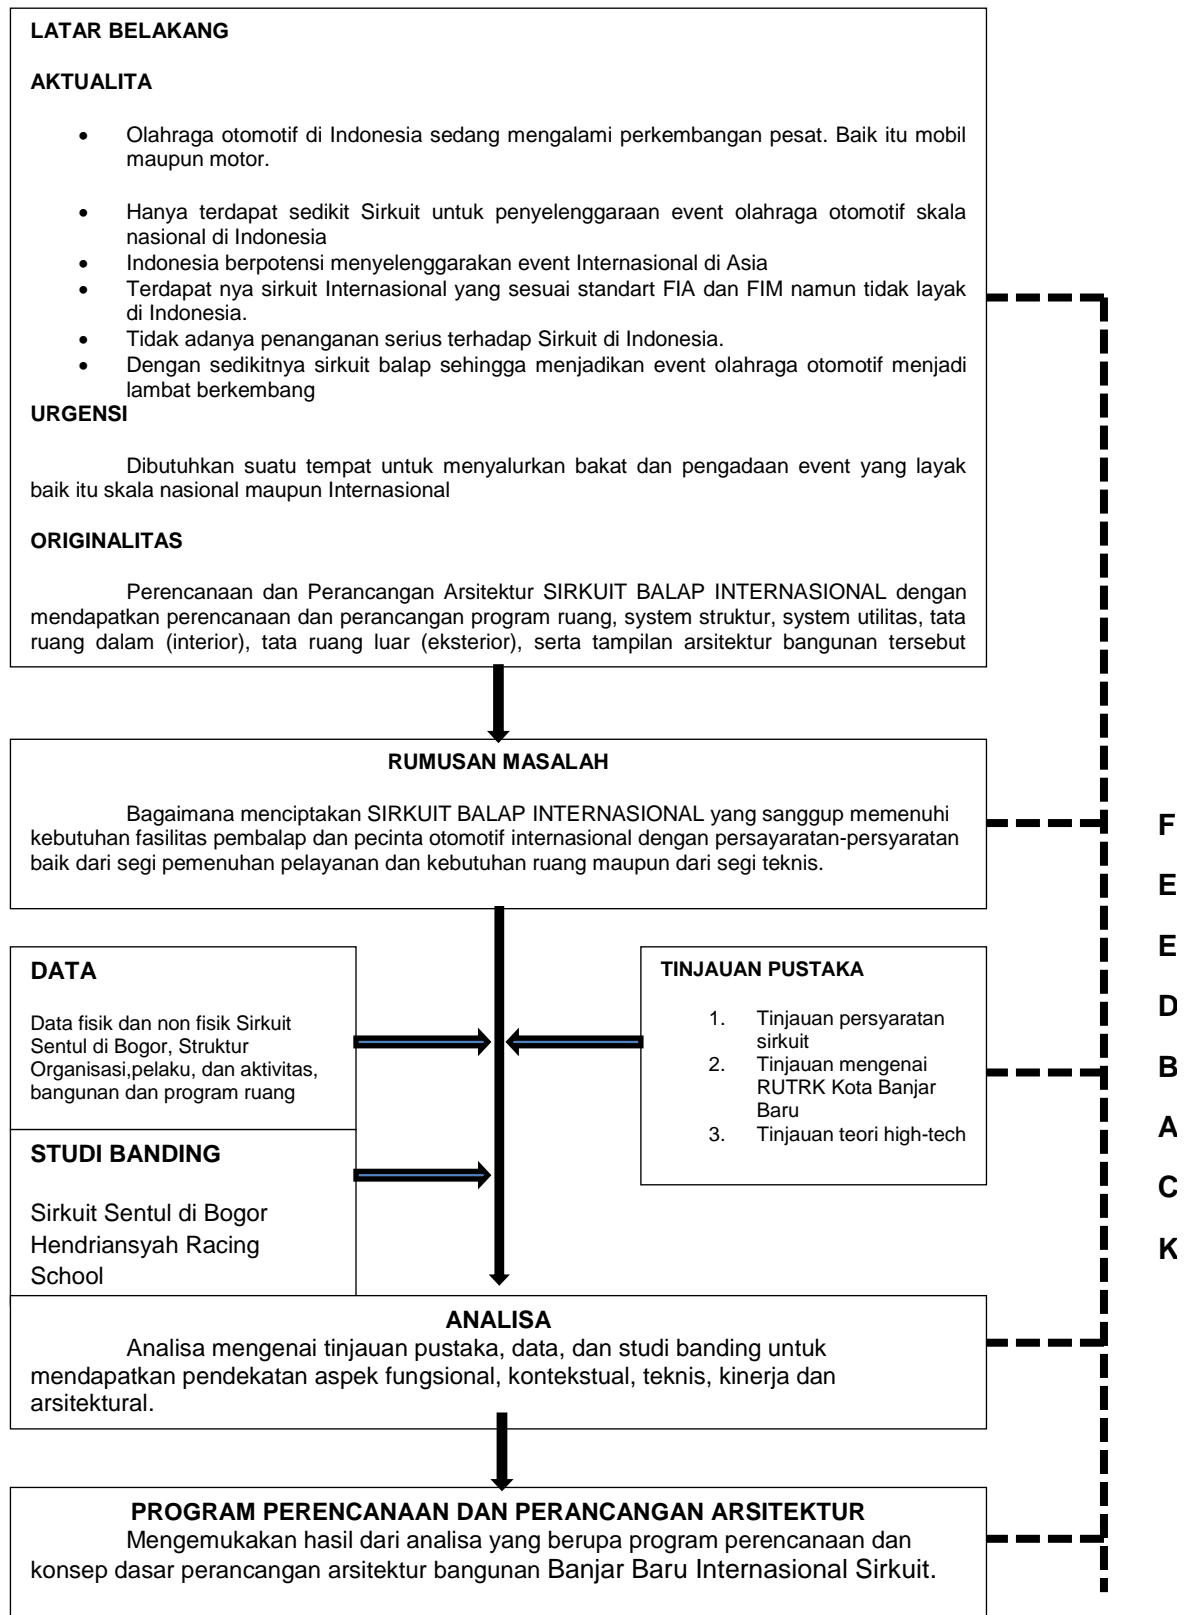 LATAR BELAKANG
AKTUALITA
• Olahraga otomotif di Indonesia sedang mengalami perkembangan pesat. Baik itu mobil
maupun motor.
• Hanya terdapat sedikit Sirkuit untuk penyelenggaraan event olahraga otomotif skala
nasional di Indonesia
• Indonesia berpotensi menyelenggarakan event Internasional di Asia
• Terdapat nya sirkuit Internasional yang sesuai standart FIA dan FIM namun tidak layak
di Indonesia.
• Tidak adanya penanganan serius terhadap Sirkuit di Indonesia.
• Dengan sedikitnya sirkuit balap sehingga menjadikan event olahraga otomotif menjadi
lambat berkembang
URGENSI
Dibutuhkan suatu tempat untuk menyalurkan bakat dan pengadaan event yang layak
baik itu skala nasional maupun Internasional
ORIGINALITAS
Perencanaan dan Perancangan Arsitektur SIRKUIT BALAP INTERNASIONAL dengan
mendapatkan perencanaan dan perancangan program ruang, system struktur, system utilitas, tata
ruang dalam (interior), tata ruang luar (eksterior), serta tampilan arsitektur bangunan tersebut
RUMUSAN MASALAH
Bagaimana menciptakan SIRKUIT BALAP INTERNASIONAL yang sanggup memenuhi
kebutuhan fasilitas pembalap dan pecinta otomotif internasional dengan persayaratan-persyaratan
baik dari segi pemenuhan pelayanan dan kebutuhan ruang maupun dari segi teknis.
DATA
Data fisik dan non fisik Sirkuit
Sentul di Bogor, Struktur
Organisasi,pelaku, dan aktivitas,
bangunan dan program ruang
STUDI BANDING
Sirkuit Sentul di Bogor
Hendriansyah Racing
School
TINJAUAN PUSTAKA
1. Tinjauan persyaratan
sirkuit
2. Tinjauan mengenai
RUTRK Kota Banjar
Baru
3. Tinjauan teori high-tech
ANALISA
Analisa mengenai tinjauan pustaka, data, dan studi banding untuk
mendapatkan pendekatan aspek fungsional, kontekstual, teknis, kinerja dan
arsitektural.
PROGRAM PERENCANAAN DAN PERANCANGAN ARSITEKTUR
Mengemukakan hasil dari analisa yang berupa program perencanaan dan
konsep dasar perancangan arsitektur bangunan Banjar Baru Internasional Sirkuit.
F
E
E
D
B
A
C
K